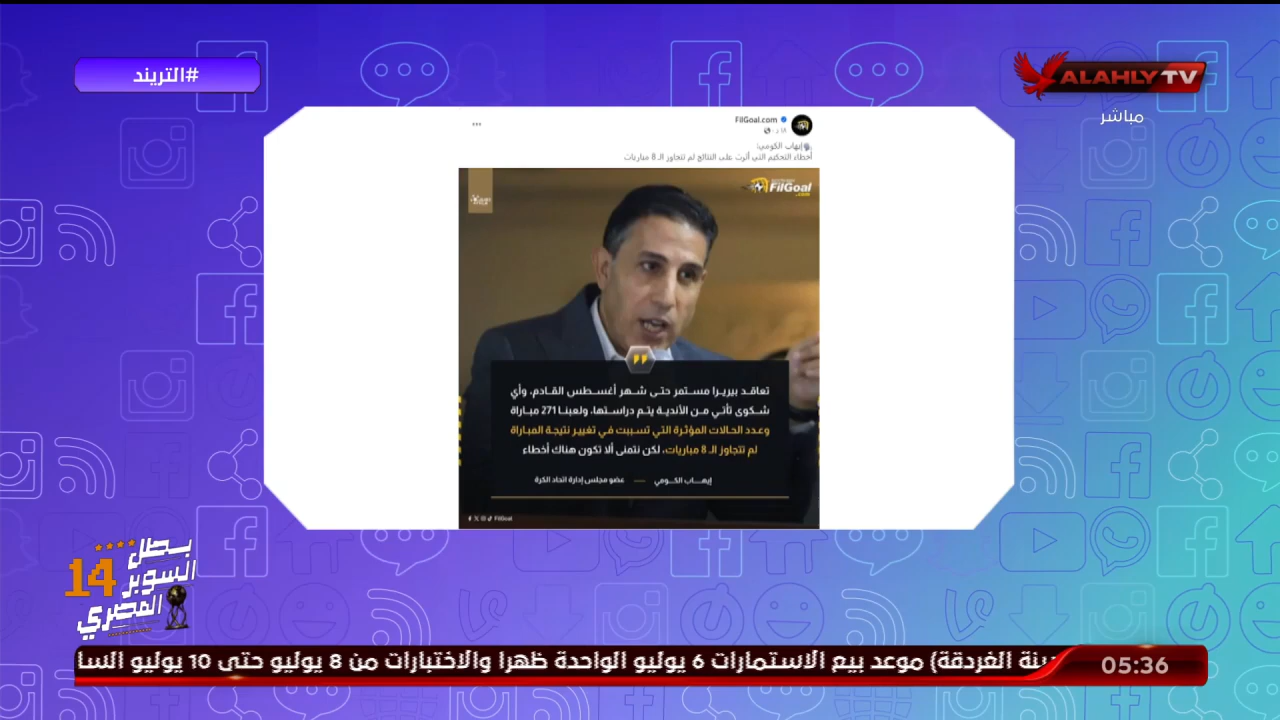 #التريند
ALAHLY TV
مباشر
FilGoal.com
إيهاب الكومي:
أخطاء التحكيم التي أثرت على النتائج لم تتجاوز الـ 8 مباريات
FilGoal
.com
تعاقد بيريرا مستمر حتى شهر أغسطس القادم، وأي
شكوى تأتي من الأندية يتم دراستها، ولعبنا 271 مباراة
وعدد الحالات المؤثرة التي تسببت في تغيير نتيجة المباراة
لم تتجاوز الـ 8 مباريات، لكن نتمنى ألا تكون هناك أخطاء
إيهاب الكومي — عضو مجلس إدارة اتحاد الكرة
FilGoal
بطل
السوبر 14
المصري
ينة الغردقة) موعد بيع الاستمارات 6 يوليو الواحدة ظهرا والاختبارات من 8 يوليو حتى 10 يوليو السا
05:36